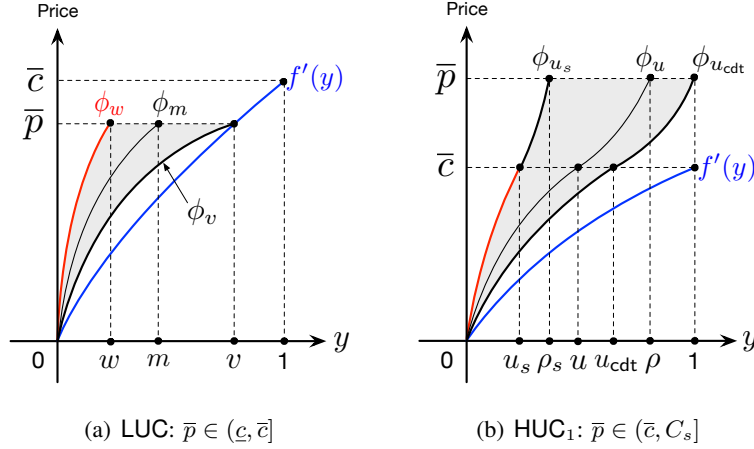 Price
c̅
p̅
ϕ_w
ϕ_m
f′(y)
ϕ_v
0
w
m
v
1
y
(a) LUC: p̅ ∈ (c̲, c̅]
Price
p̅
c̅
ϕ_{u_s}
ϕ_u
ϕ_{u_cdt}
f′(y)
0
u_s
ρ_s
u
u_cdt
ρ
1
y
(b) HUC₁: p̅ ∈ (c̅, C_s]